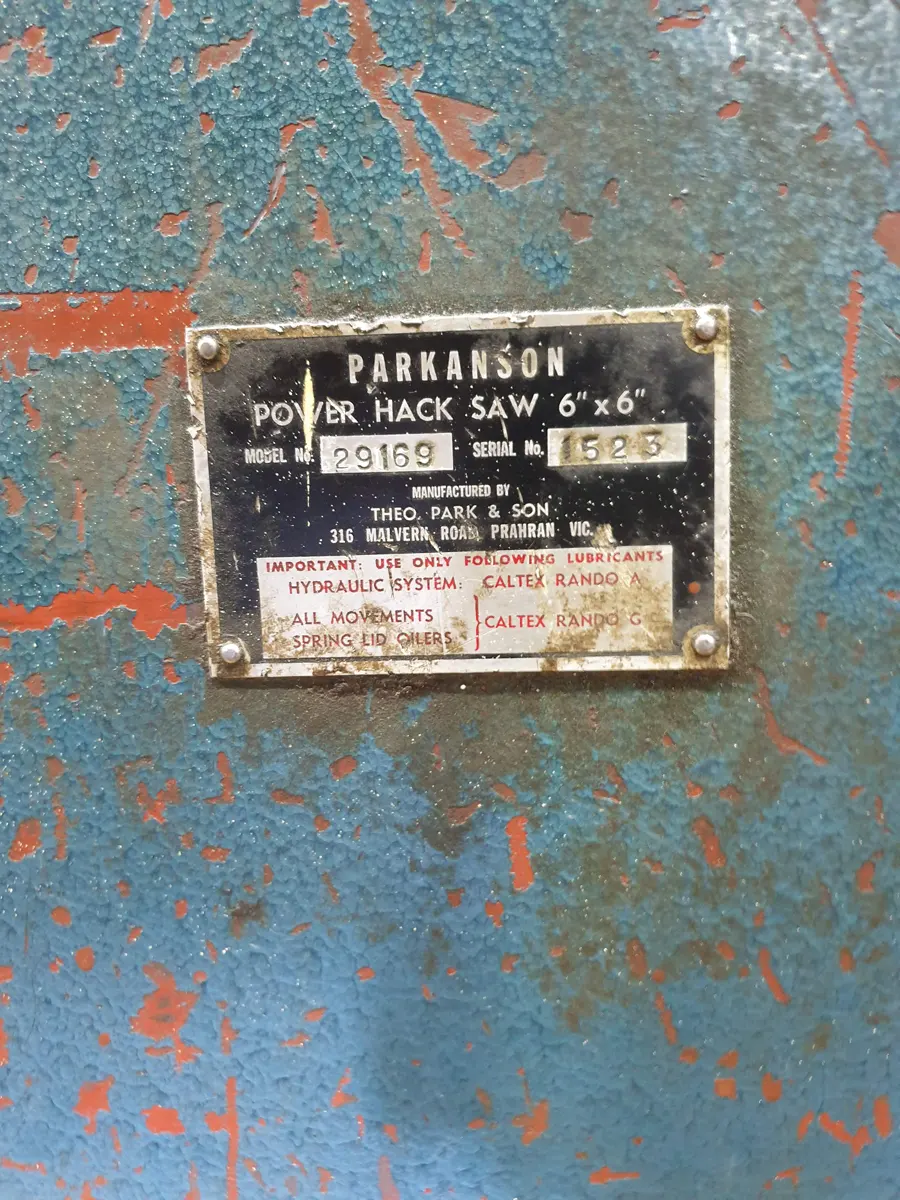 PARKANSON
POWER HACK SAW 6" x 6"
MODEL No. 29169 SERIAL No. 1523
MANUFACTURED BY
THEO. PARK & SON
316 MALVERN ROAD, PRAHRAN VIC.
IMPORTANT: USE ONLY FOLLOWING LUBRICANTS
HYDRAULIC SYSTEM: CALTEX RANDO A
ALL MOVEMENTS
SPRING LID OILERS } CALTEX RANDO G